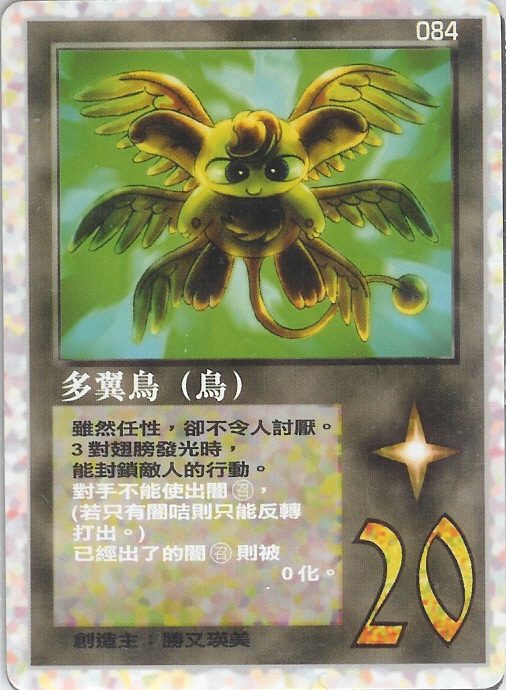 084
多翼鳥（鳥）
雖然任性，卻不令人討厭。
3對翅膀發光時，
能封鎖敵人的行動。
對手不能使出闇㊂，
(若只有闇咭則只能反轉
打出。)
已經出了的闇召則被
0化。
20
創造主：勝又瑛美